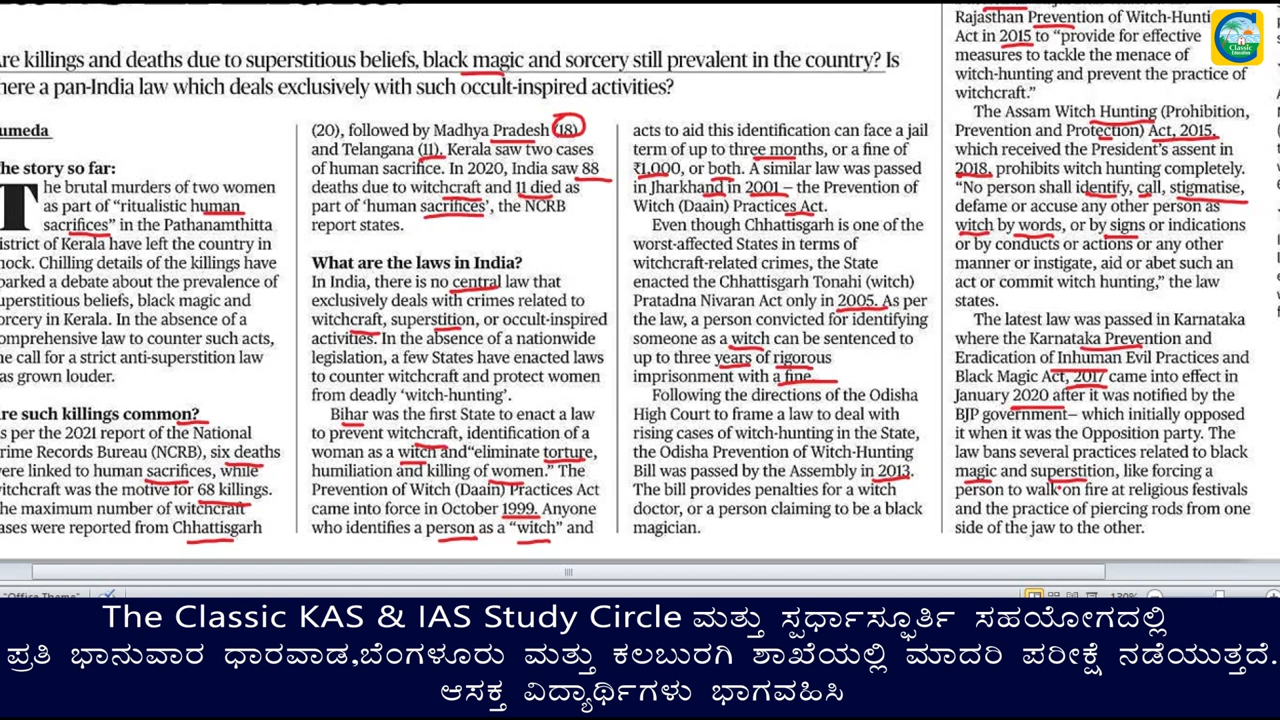 Are killings and deaths due to superstitious beliefs, black magic and sorcery still prevalent in the country? Is
there a pan-India law which deals exclusively with such occult-inspired activities?
umeda
he story so far:
The brutal murders of two women
as part of “ritualistic human
sacrifices” in the Pathanamthitta
istrict of Kerala have left the country in
hock. Chilling details of the killings have
parked a debate about the prevalence of
uperstitious beliefs, black magic and
orcery in Kerala. In the absence of a
omprehensive law to counter such acts,
he call for a strict anti-superstition law
as grown louder.
re such killings common?
s per the 2021 report of the National
rime Records Bureau (NCRB), six deaths
ere linked to human sacrifices, while
itchcraft was the motive for 68 killings.
he maximum number of witchcraft
ases were reported from Chhattisgarh
(20), followed by Madhya Pradesh (18)
and Telangana (11). Kerala saw two cases
of human sacrifice. In 2020, India saw 88
deaths due to witchcraft and 11 died as
part of ‘human sacrifices’, the NCRB
report states.
What are the laws in India?
In India, there is no central law that
exclusively deals with crimes related to
witchcraft, superstition, or occult-inspired
activities. In the absence of a nationwide
legislation, a few States have enacted laws
to counter witchcraft and protect women
from deadly ‘witch-hunting’.
Bihar was the first State to enact a law
to prevent witchcraft, identification of a
woman as a witch and “eliminate torture,
humiliation and killing of women.” The
Prevention of Witch (Daain) Practices Act
came into force in October 1999. Anyone
who identifies a person as a “witch” and
acts to aid this identification can face a jail
term of up to three months, or a fine of
₹1,000, or both. A similar law was passed
in Jharkhand in 2001 – the Prevention of
Witch (Daain) Practices Act.
Even though Chhattisgarh is one of the
worst-affected States in terms of
witchcraft-related crimes, the State
enacted the Chhattisgarh Tonahi (witch)
Pratadna Nivaran Act only in 2005. As per
the law, a person convicted for identifying
someone as a witch can be sentenced to
up to three years of rigorous
imprisonment with a fine.
Following the directions of the Odisha
High Court to frame a law to deal with
rising cases of witch-hunting in the State,
the Odisha Prevention of Witch-Hunting
Bill was passed by the Assembly in 2013.
The bill provides penalties for a witch
doctor, or a person claiming to be a black
magician.
Rajasthan Prevention of Witch-Hunti
Act in 2015 to “provide for effective
measures to tackle the menace of
witch-hunting and prevent the practice of
witchcraft.”
The Assam Witch Hunting (Prohibition,
Prevention and Protection) Act, 2015,
which received the President’s assent in
2018, prohibits witch hunting completely.
“No person shall identify, call, stigmatise,
defame or accuse any other person as
witch by words, or by signs or indications
or by conducts or actions or any other
manner or instigate, aid or abet such an
act or commit witch hunting,” the law
states.
The latest law was passed in Karnataka
where the Karnataka Prevention and
Eradication of Inhuman Evil Practices and
Black Magic Act, 2017 came into effect in
January 2020 after it was notified by the
BJP government– which initially opposed
it when it was the Opposition party. The
law bans several practices related to black
magic and superstition, like forcing a
person to walk on fire at religious festivals
and the practice of piercing rods from one
side of the jaw to the other.
Classic
Education
"Office Theme"
130%
The Classic KAS & IAS Study Circle ಮತ್ತು ಸ್ಪರ್ಧಾಸ್ಫೂರ್ತಿ ಸಹಯೋಗದಲ್ಲಿ
ಪ್ರತಿ ಭಾನುವಾರ ಧಾರವಾಡ,ಬೆಂಗಳೂರು ಮತ್ತು ಕಲಬುರಗಿ ಶಾಖೆಯಲ್ಲಿ ಮಾದರಿ ಪರೀಕ್ಷೆ ನಡೆಯುತ್ತದೆ.
ಆಸಕ್ತ ವಿದ್ಯಾರ್ಥಿಗಳು ಭಾಗವಹಿಸಿ